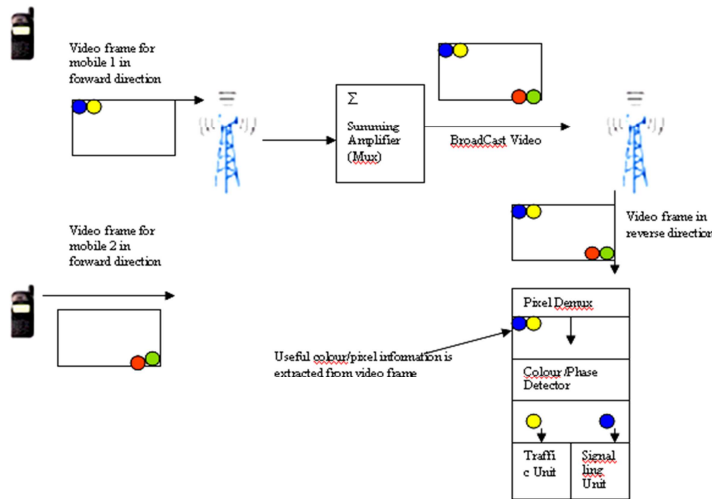 Video frame for
mobile 1 in
forward direction
Σ
Summing
Amplifier
(Mux)
BroadCast Video
Video frame for
mobile 2 in
forward direction
Video frame in
reverse direction
Pixel Demux
Useful colour/pixel information is
extracted from video frame
Colour /Phase
Detector
Traffi
c Unit
Signal
ling
Unit